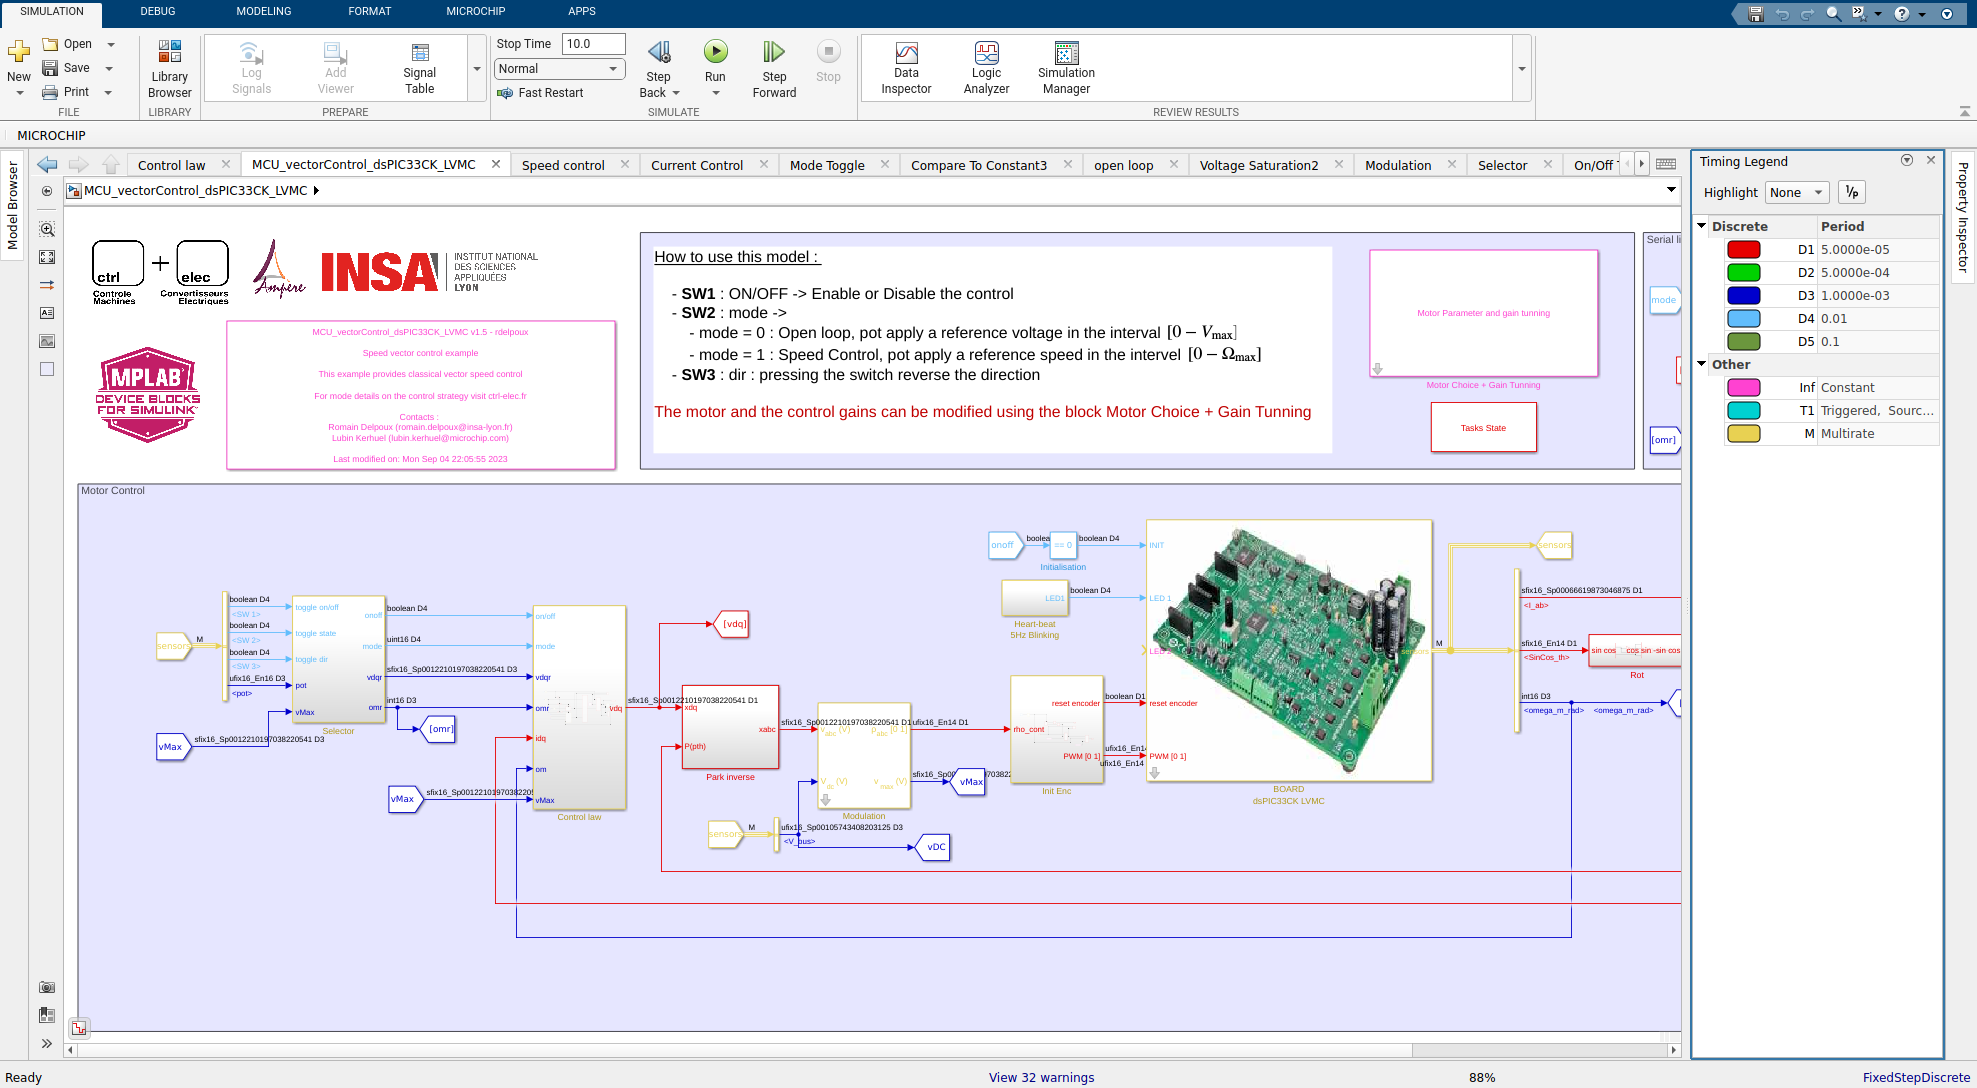 SIMULATION DEBUG MODELING FORMAT MICROCHIP APPS
New Open Save Print FILE
Library Browser LIBRARY
Log Signals Add Viewer Signal Table PREPARE
Stop Time 10.0
Normal
Fast Restart
Step Back Run Step Forward Stop SIMULATE
Data Inspector Logic Analyzer Simulation Manager REVIEW RESULTS
MICROCHIP
Control law MCU_vectorControl_dsPIC33CK_LVMC Speed control Current Control Mode Toggle Compare To Constant3 open loop Voltage Saturation2 Modulation Selector On/Off
MCU_vectorControl_dsPIC33CK_LVMC
Model Browser
Property Inspector
ctrl + elec
Controle Machines
Convertisseurs Electriques
Ampère
INSA
INSTITUT NATIONAL
DES SCIENCES
APPLIQUÉES
LYON
MPLAB
DEVICE BLOCKS
FOR SIMULINK
MCU_vectorControl_dsPIC33CK_LVMC v1.5 - rdelpoux
Speed vector control example
This example provides classical vector speed control
For mode details on the control strategy visit ctrl-elec.fr
Contacts :
Romain Delpoux (romain.delpoux@insa-lyon.fr)
Lubin Kerhuel (lubin.kerhuel@microchip.com)
Last modified on: Mon Sep 04 22:05:55 2023
How to use this model :
- SW1 : ON/OFF -> Enable or Disable the control
- SW2 : mode ->
- mode = 0 : Open loop, pot apply a reference voltage in the interval [0 − Vmax]
- mode = 1 : Speed Control, pot apply a reference speed in the intervel [0 − Ωmax]
- SW3 : dir : pressing the switch reverse the direction
The motor and the control gains can be modified using the block Motor Choice + Gain Tunning
Motor Parameter and gain tunning
Motor Choice + Gain Tunning
Tasks State
Serial li
mode
[omr]
Motor Control
sensors
M
boolean D4
<SW 1>
boolean D4
<SW 2>
boolean D4
<SW 3>
ufix16_En16 D3
<pot>
vMax
sfix16_Sp0012210197038220541 D3
toggle on/off
toggle state
toggle dir
pot
vMax
onoff
mode
vdqr
omr
Selector
boolean D4
uint16 D4
sfix16_Sp0012210197038220541 D3
int16 D3
[omr]
vMax
on/off
mode
vdqr
omr
idq
om
vMax
vdq
Control law
sfix16_Sp0012210197038220541 D1
[vdq]
xdq
P(pth)
xabc
Park inverse
sfix16_Sp0012210197038220541 D1
vabc (V)
vdc (V)
vmax (V)
Modulation
ufix16_En14 D1
vMax
sensors
M
ufix16_Sp00105743408203125 D3
<V_bus>
vDC
rho_cont
reset encoder
PWM [0 1]
Init Enc
boolean D1
ufix16_En14
ufix16_En14
onoff
== 0
boolean D4
Initialisation
LED1
boolean D4
Heart-beat
5Hz Blinking
INIT
LED 1
reset encoder
PWM [0 1]
sensors
BOARD
dsPIC33CK LVMC
M
sensors
sfix16_Sp00066619873046875 D1
<I_ab>
sfix16_En14 D1
<SinCos_th>
int16 D3
<omega_m_rad> <omega_m_rad>
sin cos cos sin -sin cos
Rot
Timing Legend
Highlight None 1/P
Discrete Period
D1 5.0000e-05
D2 5.0000e-04
D3 1.0000e-03
D4 0.01
D5 0.1
Other
Inf Constant
T1 Triggered, Sourc...
M Multirate
Ready
View 32 warnings
88%
FixedStepDiscrete